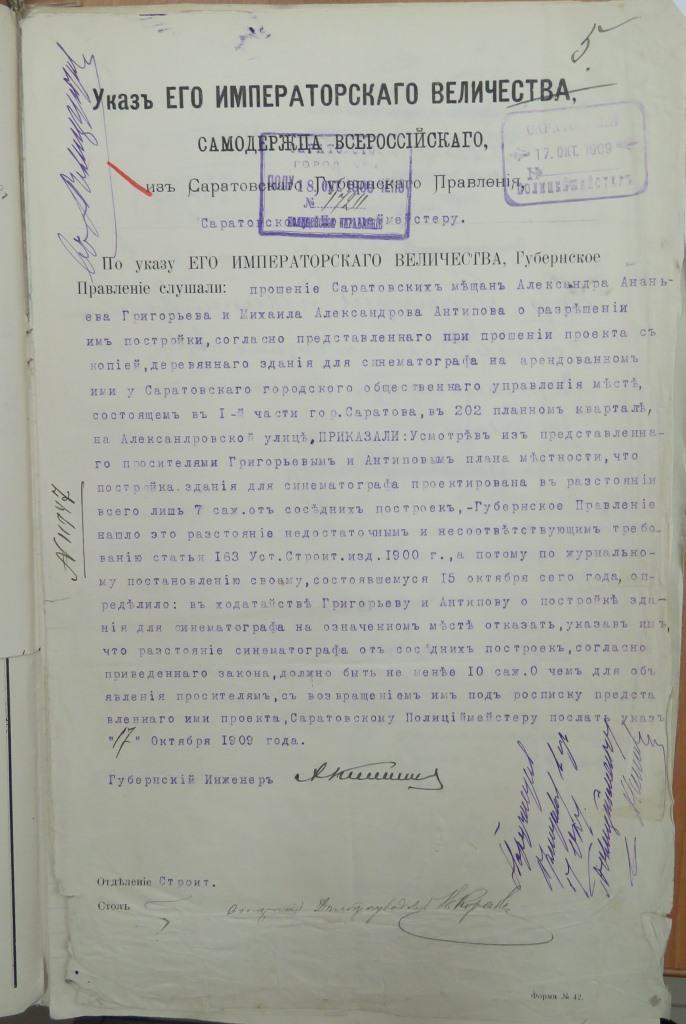 5
Указъ ЕГО ИМПЕРАТОРСКАГО ВЕЛИЧЕСТВА,
САМОДЕРЖЦА ВСЕРОССІЙСКАГО,
изъ Саратовскаго Губернскаго Правленія,
17. ОКТ. 1909
ПОЛИЦІЙМЕЙСТЕРЪ
№ 17211
Саратовско
По указу ЕГО ИМПЕРАТОРСКАГО ВЕЛИЧЕСТВА, Губернское
Правленіе слушали: прошеніе Саратовскихъ мѣщанъ Александра Анань-
ева Григорьева и Михаила Александрова Антипова о разрѣшеніи
имъ постройки,согласно представленнаго при прошеніи проекта съ
копіей,деревяннаго зданія для синематографа на арендованномъ
ими у Саратовскаго городского общественнаго управленія мѣстѣ,
состоящемъ въ I-й части гор.Саратова,въ 202 планномъ кварталѣ,
на Александровской улицѣ,ПРИКАЗАЛИ:Усмотрѣвъ изъ представленна-
го просителями Григорьевымъ и Антиповымъ плана мѣстности,что
постройка зданія для синематографа проектирована въ разстояніи
всего лишь 7 саж.отъ сосѣднихъ построекъ,-Губернское Правленіе
нашло это разстояніе недостаточнымъ и несоотвѣтствующимъ требо-
ванію статьи 163 Уст.Строит.изд.1900 г.,а потому по журнально-
му постановленію своему,состоявшемуся 15 октября сего года, оп-
редѣлило: въ ходатайствѣ Григорьеву и Антипову о постройкѣ зда-
нія для синематографа на означенномъ мѣстѣ отказать,указавъ имъ,
что разстояніе синематографа отъ сосѣднихъ построекъ,согласно
приведеннаго закона,должно быть не менѣе 10 саж.О чемъ для объ
явленія просителямъ,съ возвращеніемъ имъ подъ росписку предста
вленнаго ими проекта,Саратовскому Полиціймейстеру послать указъ
"17" Октября 1909 года.
№ 11947
Губернскій Инженеръ
Отдѣленіе Строит.
Столъ
Форма № 42.